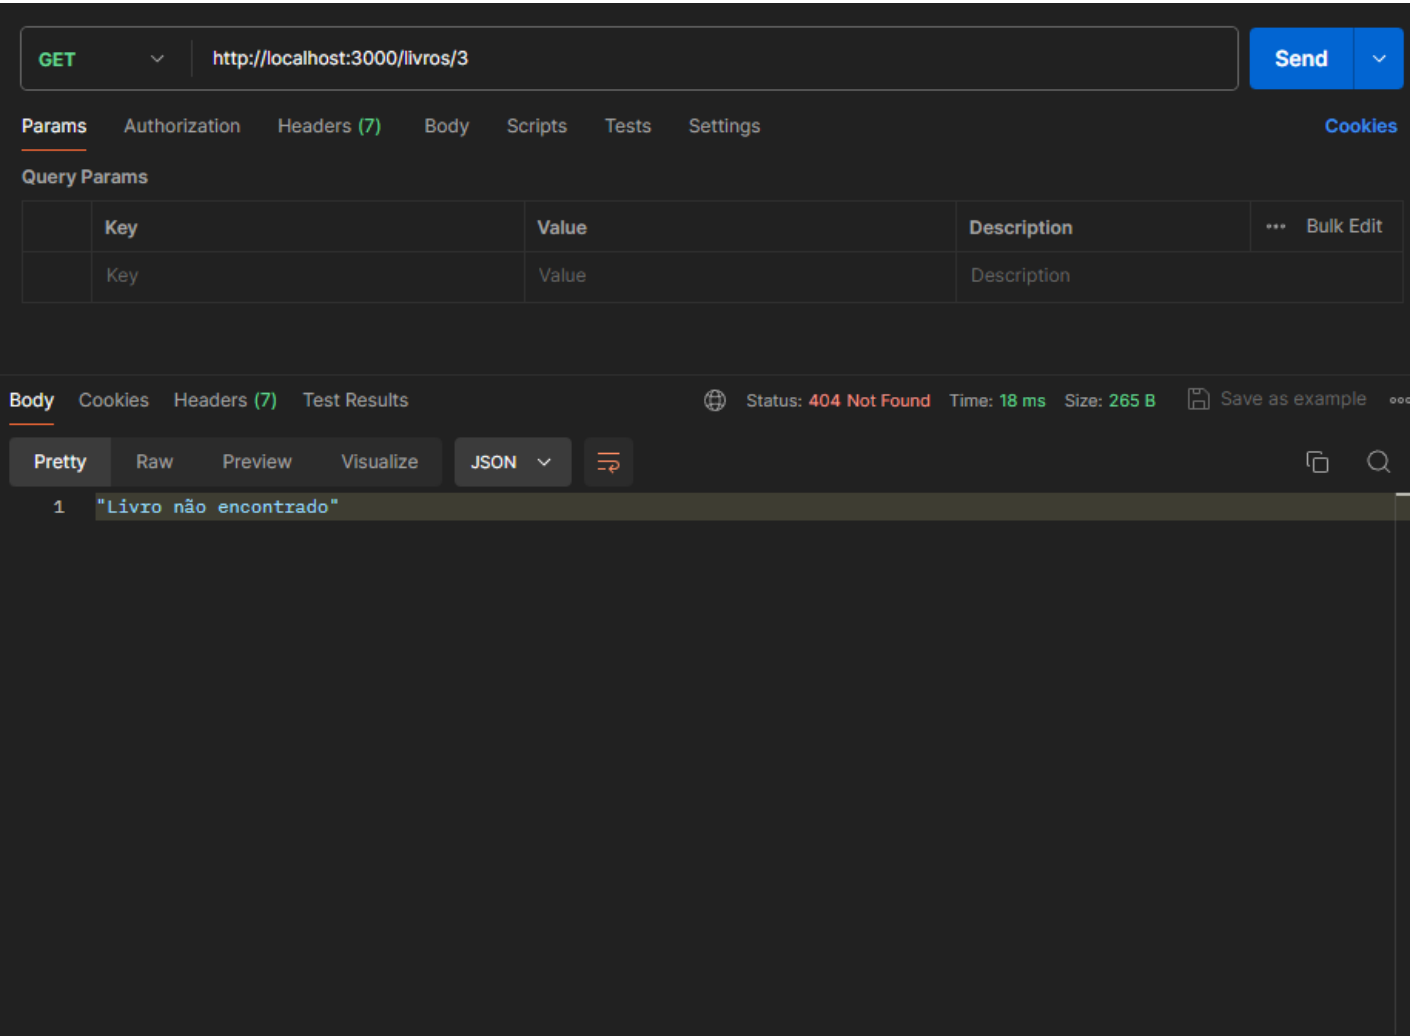 GET http://localhost:3000/livros/3 Send
Params Authorization Headers (7) Body Scripts Tests Settings Cookies
Query Params
Key Value Description Bulk Edit
Key Value Description
Body Cookies Headers (7) Test Results Status: 404 Not Found Time: 18 ms Size: 265 B Save as example
Pretty Raw Preview Visualize JSON
1 "Livro não encontrado"